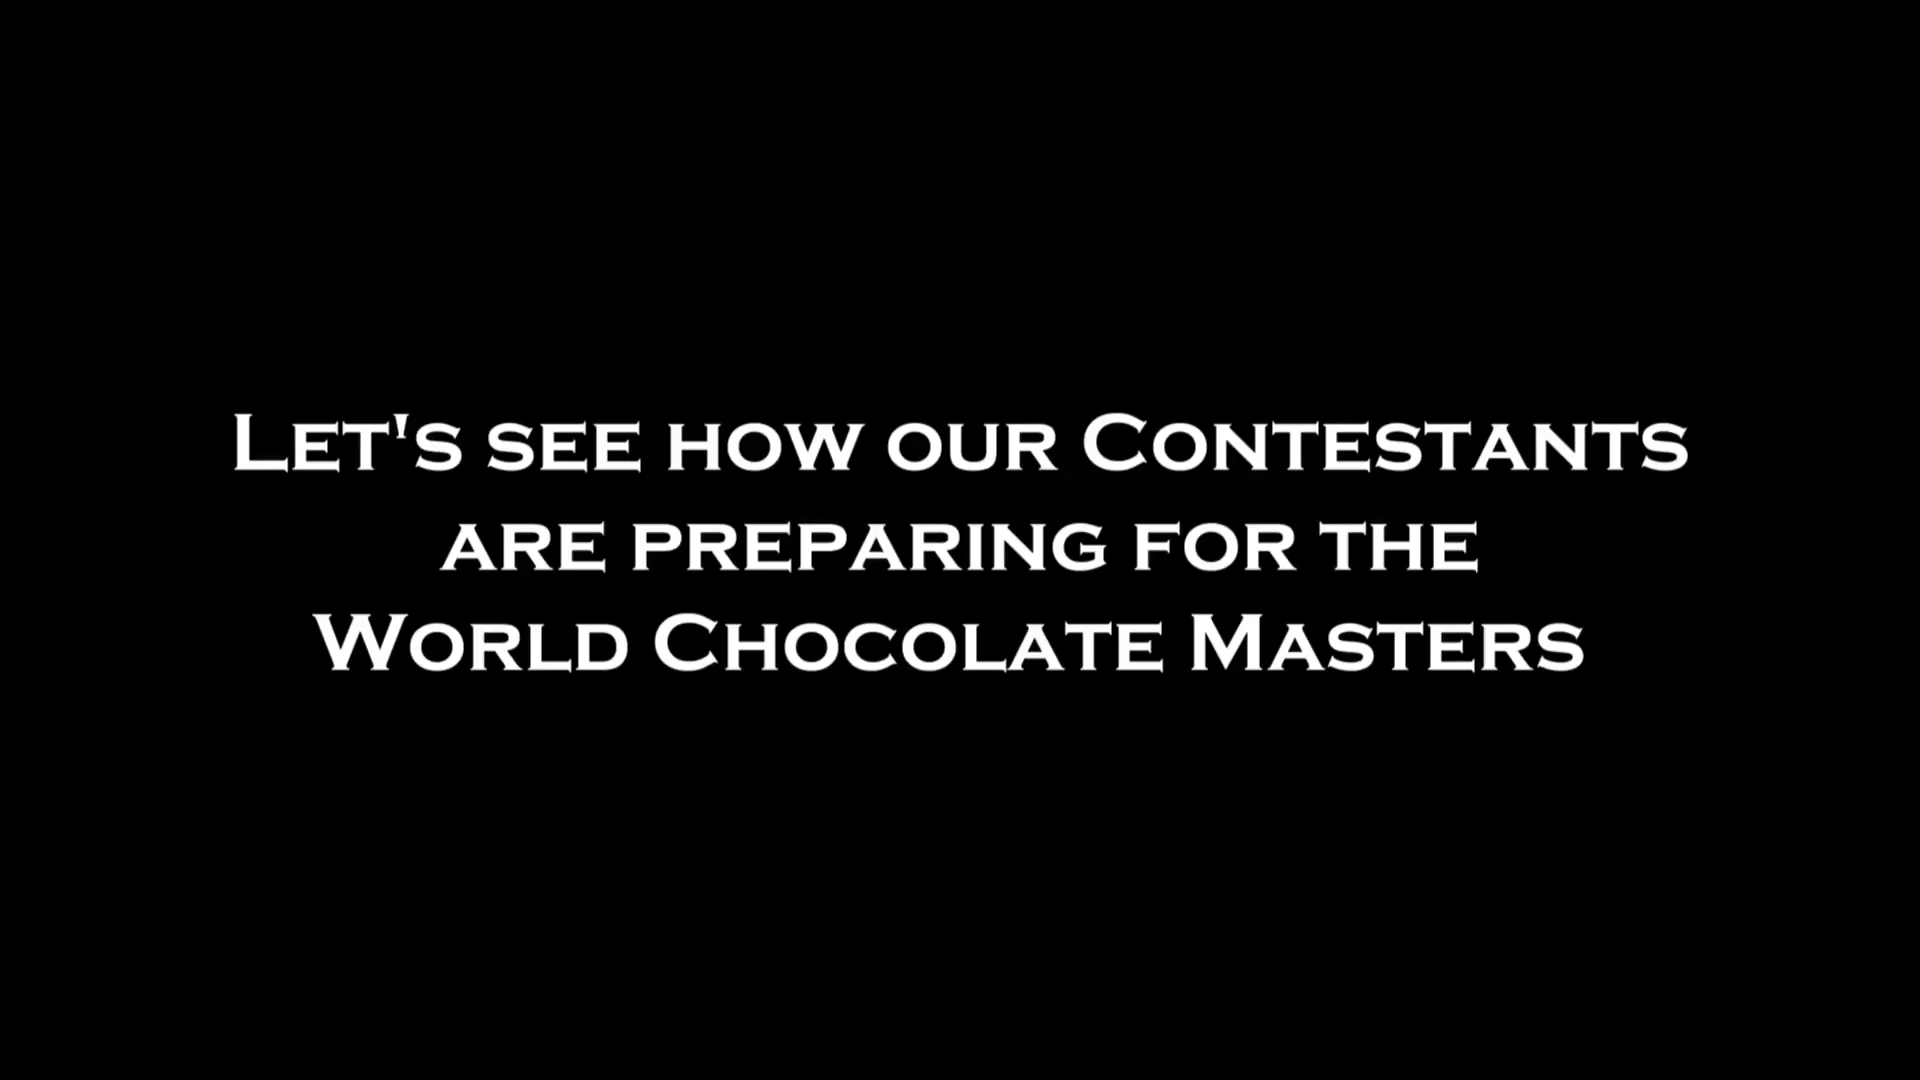 Let's see how our Contestants
are preparing for the
World Chocolate Masters